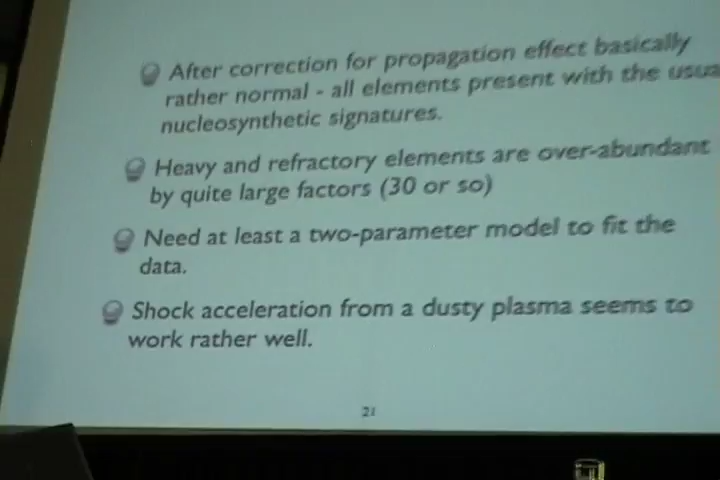 After correction for propagation effect basically
rather normal - all elements present with the usua
nucleosynthetic signatures.
Heavy and refractory elements are over-abundant
by quite large factors (30 or so)
Need at least a two-parameter model to fit the
data.
Shock acceleration from a dusty plasma seems to
work rather well.
21